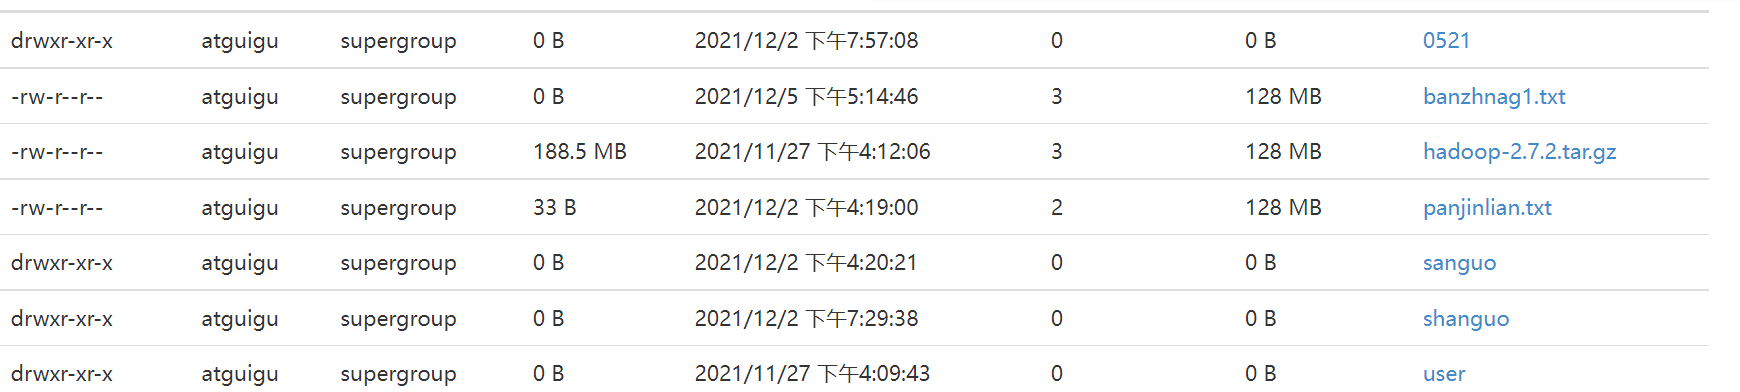 drwxr-xr-x atguigu supergroup 0 B 2021/12/2 下午7:57:08 0 0 B 0521
-rw-r--r-- atguigu supergroup 0 B 2021/12/5 下午5:14:46 3 128 MB banzhnag1.txt
-rw-r--r-- atguigu supergroup 188.5 MB 2021/11/27 下午4:12:06 3 128 MB hadoop-2.7.2.tar.gz
-rw-r--r-- atguigu supergroup 33 B 2021/12/2 下午4:19:00 2 128 MB panjinlian.txt
drwxr-xr-x atguigu supergroup 0 B 2021/12/2 下午4:20:21 0 0 B sanguo
drwxr-xr-x atguigu supergroup 0 B 2021/12/2 下午7:29:38 0 0 B shanguo
drwxr-xr-x atguigu supergroup 0 B 2021/11/27 下午4:09:43 0 0 B user